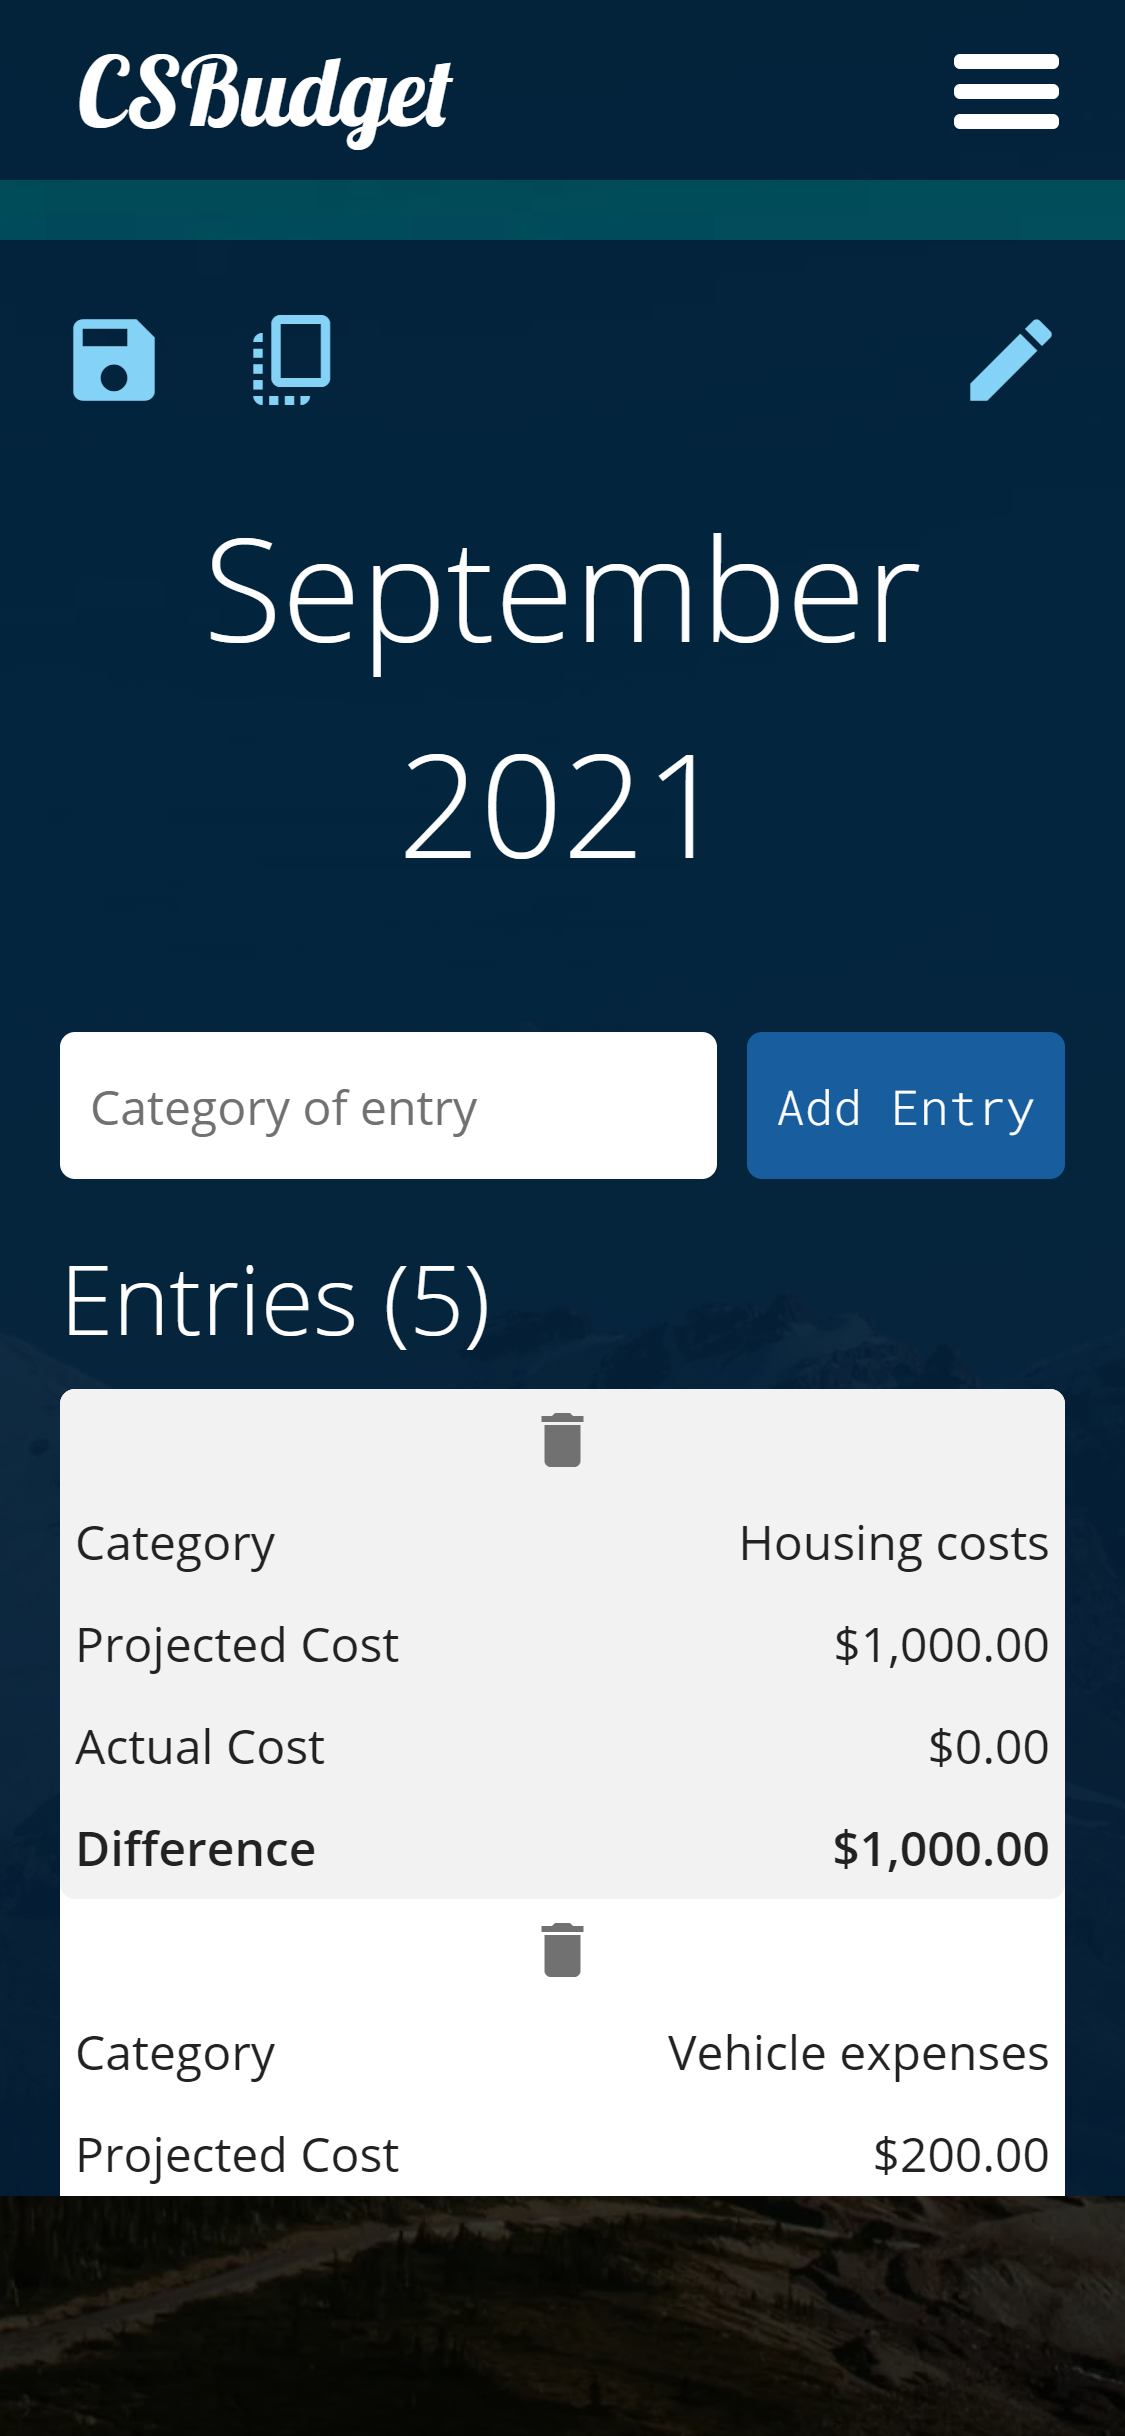 CSBudget
September
2021
Category of entry
Add Entry
Entries (5)
Category Housing costs
Projected Cost $1,000.00
Actual Cost $0.00
Difference $1,000.00
Category Vehicle expenses
Projected Cost $200.00